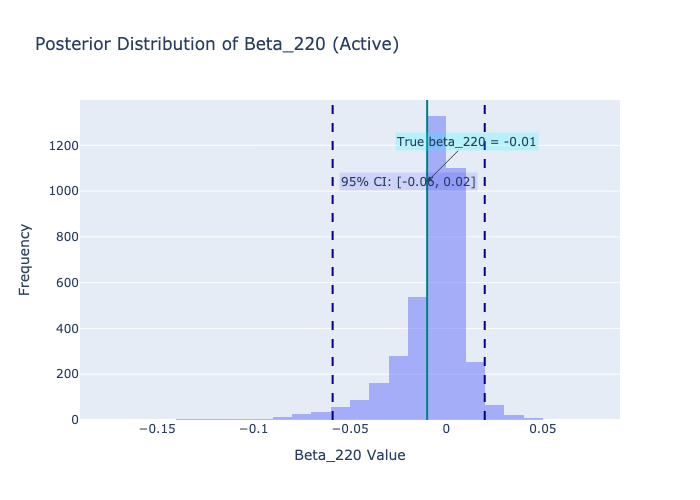 Posterior Distribution of Beta_220 (Active)
True beta_220 = -0.01
95% CI: [-0.06, 0.02]
1200
1000
800
600
400
200
0
Frequency
−0.15
−0.1
−0.05
0
0.05
Beta_220 Value